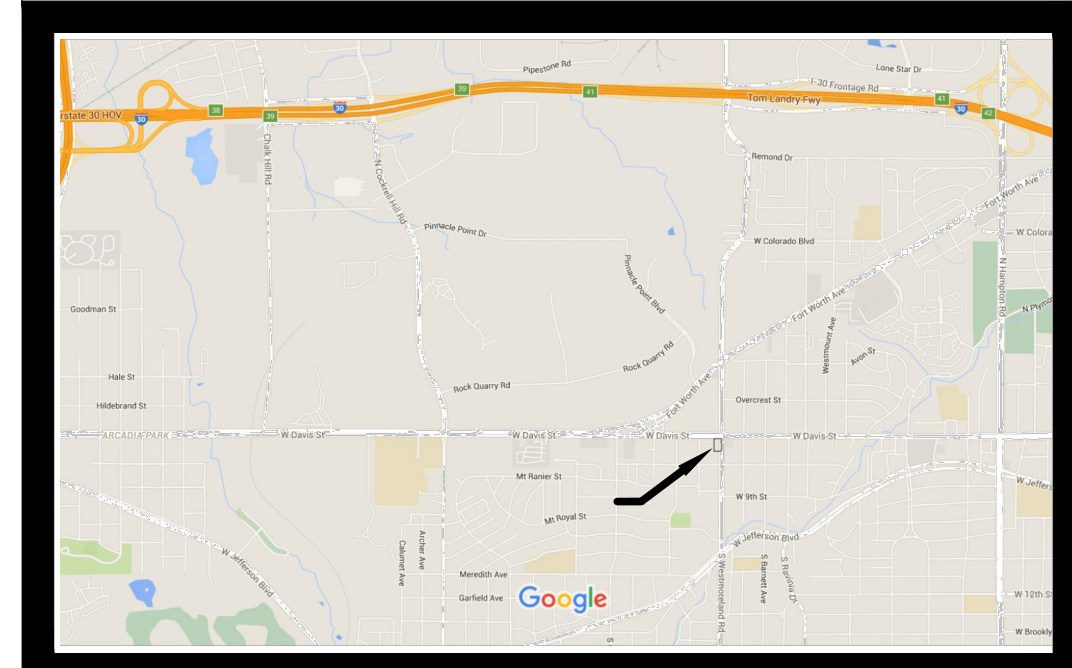 Pipestone Rd
Lone Star Dr
I-30 Frontage Rd
39
41
41
Tom Landry Fwy
38
30
30
39
30
42
rstate 30 HOV
Chalk Hill Rd
N Cockrell Hill Rd
Remond Dr
Fort Worth Ave
Pinnacle Point Dr
W Colora
W Colorado Blvd
Pinnacle Point Blvd
N Hampton Rd
Goodman St
N Plymo
Fort Worth Ave
Westmount Ave
Avon St
Rock Quarry Rd
Hale St
Rock Quarry Rd
Fort Worth Ave
Overcrest St
Hildebrand St
ARCADIA PARK
W Davis St
W Davis St
W Davis St
W Davis St
Mt Ranier St
W Jeffers
W 9th St
Mt Royal St
W Jefferson Blvd
Archer Ave
Calumet Ave
W Jefferson Blvd
S Westmoreland Rd
S Barnett Ave
S Ravinia Dr
Meredith Ave
Garfield Ave
Google
W 12th S
W Brookly
S